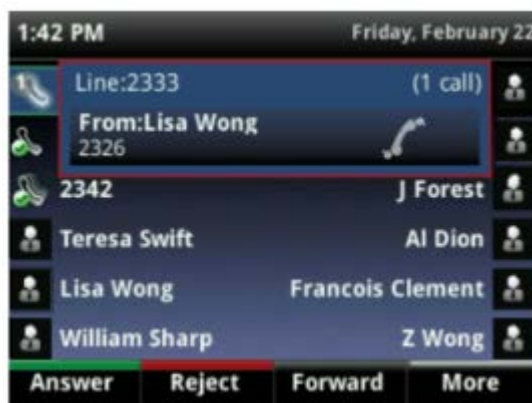 1:42 PM Friday, February 22
Line:2333 (1 call)
From:Lisa Wong
2326
2342 J Forest
Teresa Swift Al Dion
Lisa Wong Francois Clement
William Sharp Z Wong
Answer Reject Forward More